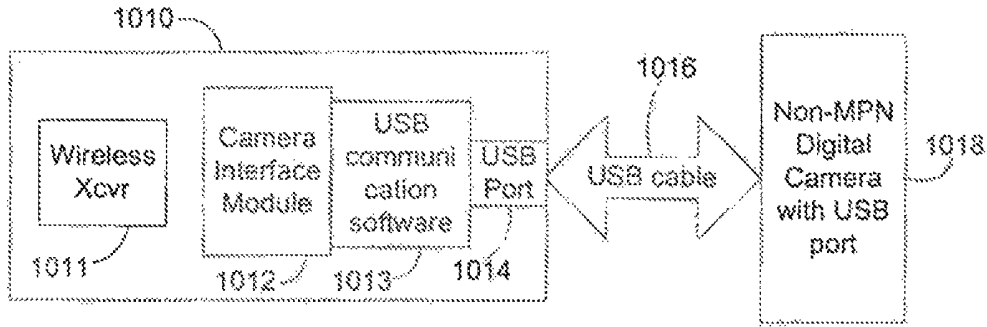 1010
Wireless
Xcvr
1011
Camera
Interface
Module
1012
USB
communi
cation
software
1013
USB
Port
1014
1016
USB cable
Non-MPN
Digital
Camera
with USB
port
1018